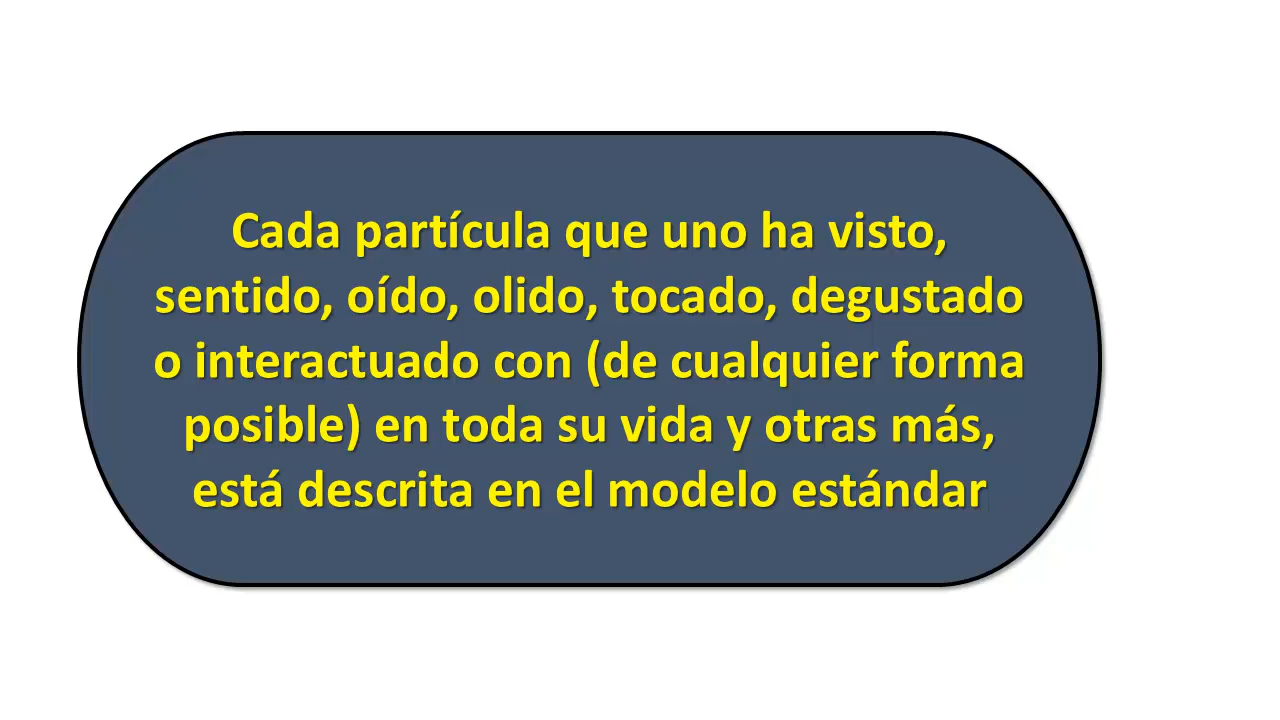 Cada partícula que uno ha visto,
sentido, oído, olido, tocado, degustado
o interactuado con (de cualquier forma
posible) en toda su vida y otras más,
está descrita en el modelo estándar